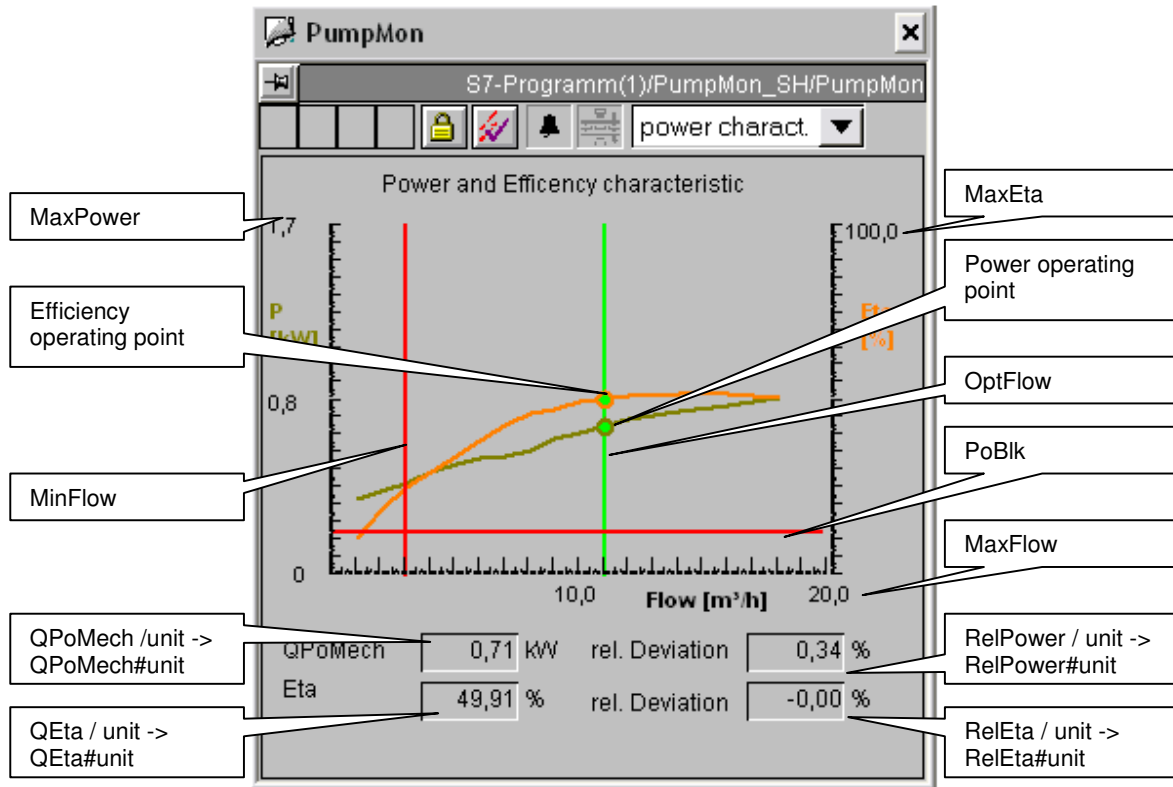 PumpMon
S7-Programm(1)/PumpMon_SH/PumpMon
power charact.
Power and Efficency characteristic
MaxPower
1,7
MaxEta
100,0
Efficiency
operating point
P
[kW]
Power operating
point
Eta
[%]
OptFlow
0,8
PoBlk
MinFlow
MaxFlow
0
10,0
Flow [m³/h]
20,0
QPoMech /unit ->
QPoMech#unit
QPoMech 0,71 kW rel. Deviation 0,34 %
RelPower / unit ->
RelPower#unit
Eta 49,91 % rel. Deviation -0,00 %
QEta / unit ->
QEta#unit
RelEta / unit ->
RelEta#unit